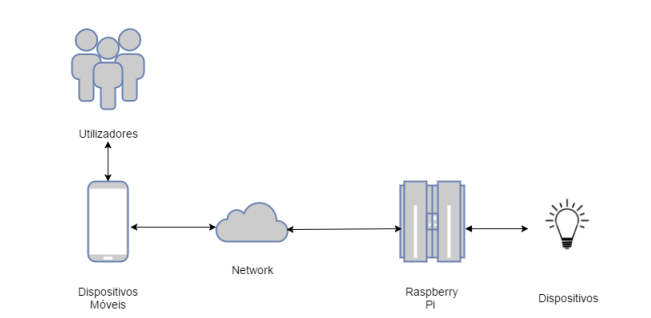 Utilizadores
Network
Dispositivos
Móveis
Raspberry
Pi
Dispositivos